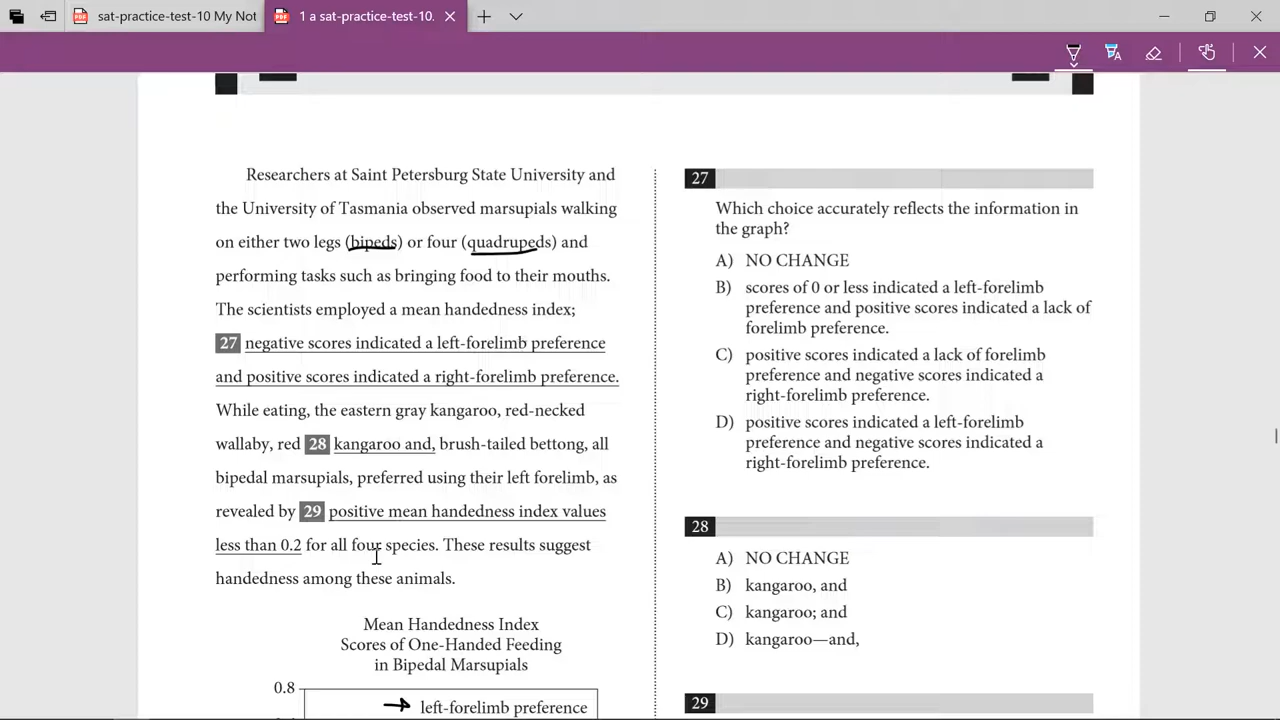 sat-practice-test-10 My Not
1 a sat-practice-test-10.
Researchers at Saint Petersburg State University and
the University of Tasmania observed marsupials walking
on either two legs (bipeds) or four (quadrupeds) and
performing tasks such as bringing food to their mouths.
The scientists employed a mean handedness index;
27 negative scores indicated a left-forelimb preference
and positive scores indicated a right-forelimb preference.
While eating, the eastern gray kangaroo, red-necked
wallaby, red 28 kangaroo and, brush-tailed bettong, all
bipedal marsupials, preferred using their left forelimb, as
revealed by 29 positive mean handedness index values
less than 0.2 for all four species. These results suggest
handedness among these animals.
Mean Handedness Index
Scores of One-Handed Feeding
in Bipedal Marsupials
0.8
left-forelimb preference
27
Which choice accurately reflects the information in
the graph?
A) NO CHANGE
B) scores of 0 or less indicated a left-forelimb
preference and positive scores indicated a lack of
forelimb preference.
C) positive scores indicated a lack of forelimb
preference and negative scores indicated a
right-forelimb preference.
D) positive scores indicated a left-forelimb
preference and negative scores indicated a
right-forelimb preference.
28
A) NO CHANGE
B) kangaroo, and
C) kangaroo; and
D) kangaroo—and,
29